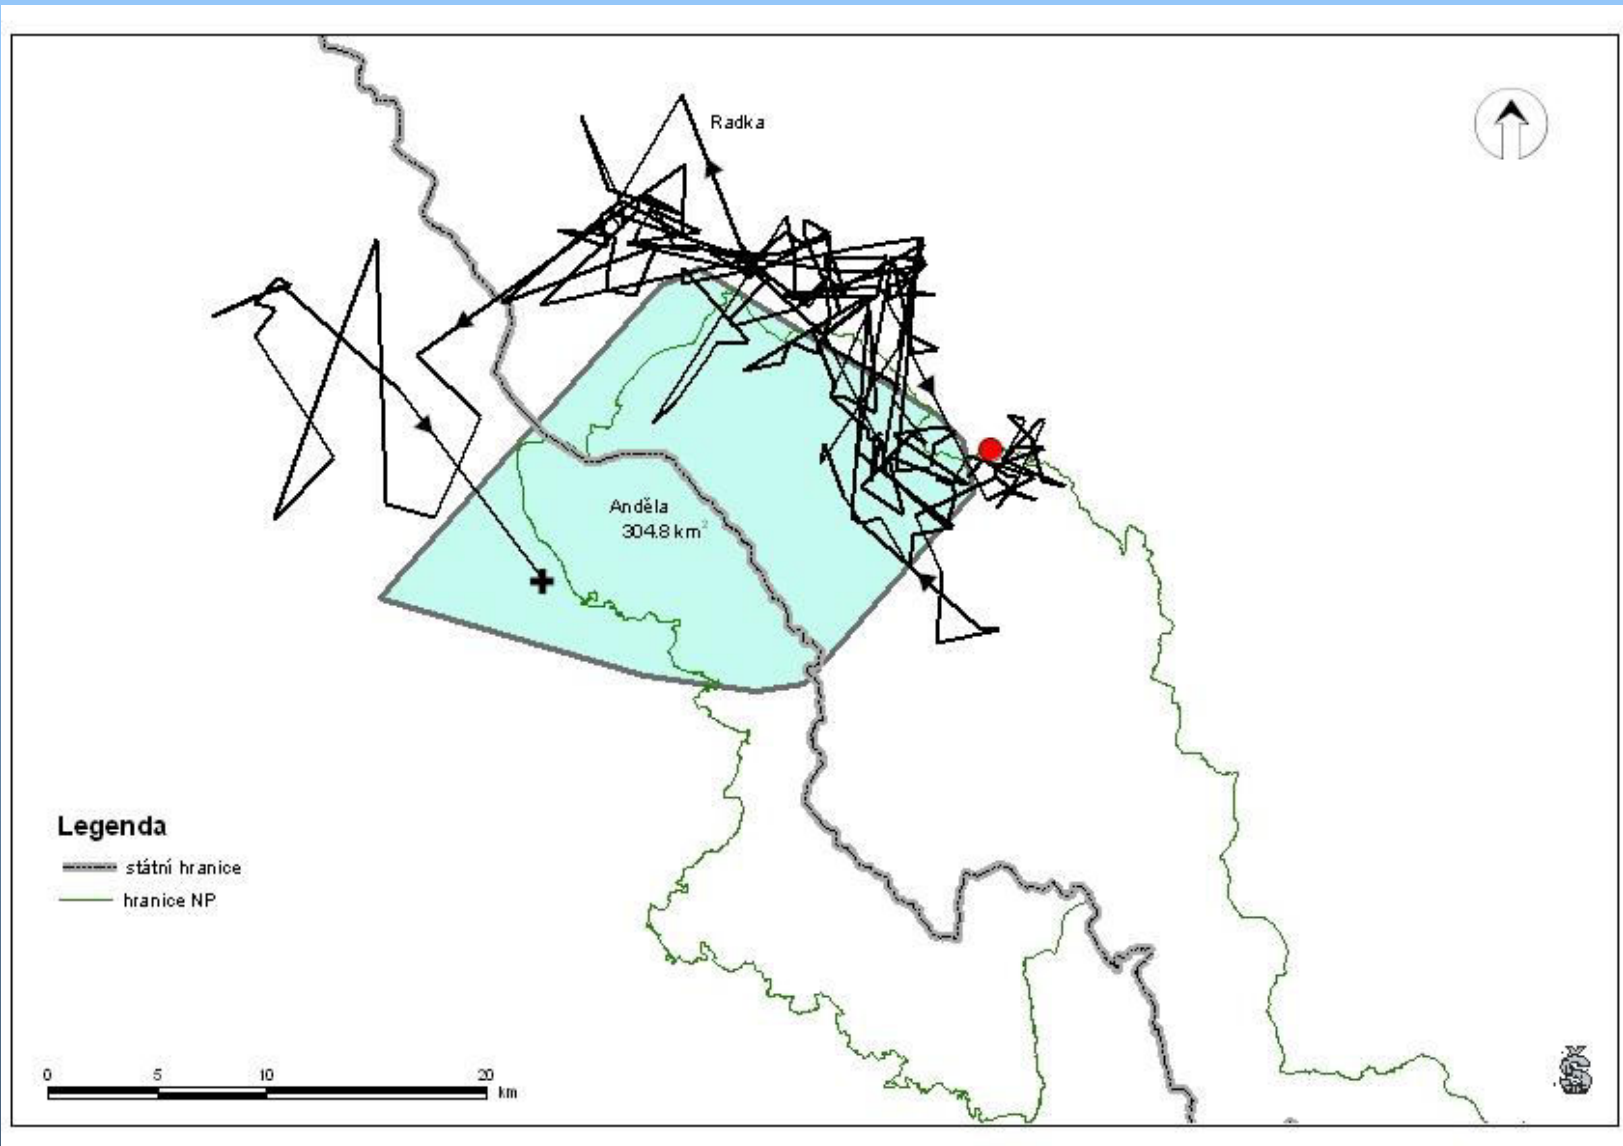 Radka
Anděla
304.8 km²
Legenda
státní hranice
hranice NP
0 5 10 20
km
Š